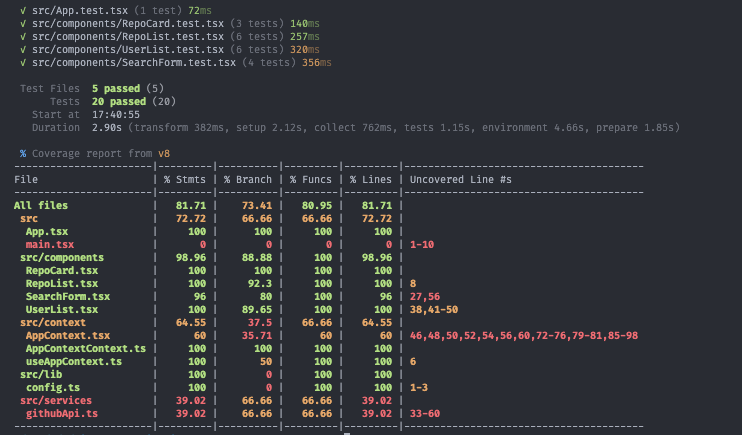 √ src/App.test.tsx (1 test) 72ms
√ src/components/RepoCard.test.tsx (3 tests) 140ms
√ src/components/RepoList.test.tsx (6 tests) 257ms
√ src/components/UserList.test.tsx (6 tests) 320ms
√ src/components/SearchForm.test.tsx (4 tests) 356ms
Test Files 5 passed (5)
Tests 20 passed (20)
Start at 17:40:55
Duration 2.90s (transform 382ms, setup 2.12s, collect 762ms, tests 1.15s, environment 4.66s, prepare 1.85s)
% Coverage report from v8
----------------------|---------|----------|---------|---------|--------------------------------------
File | % Stmts | % Branch | % Funcs | % Lines | Uncovered Line #s
----------------------|---------|----------|---------|---------|--------------------------------------
All files | 81.71 | 73.41 | 80.95 | 81.71 |
src | 72.72 | 66.66 | 66.66 | 72.72 |
App.tsx | 100 | 100 | 100 | 100 |
main.tsx | 0 | 0 | 0 | 0 | 1-10
src/components | 98.96 | 88.88 | 100 | 98.96 |
RepoCard.tsx | 100 | 100 | 100 | 100 |
RepoList.tsx | 100 | 92.3 | 100 | 100 | 8
SearchForm.tsx | 96 | 80 | 100 | 96 | 27,56
UserList.tsx | 100 | 89.65 | 100 | 100 | 38,41-50
src/context | 64.55 | 37.5 | 66.66 | 64.55 |
AppContext.tsx | 60 | 35.71 | 60 | 60 | 46,48,50,52,54,56,60,72-76,79-81,85-98
AppContextContext.ts | 100 | 100 | 100 | 100 |
useAppContext.ts | 100 | 50 | 100 | 100 | 6
src/lib | 100 | 0 | 100 | 100 |
config.ts | 100 | 0 | 100 | 100 | 1-3
src/services | 39.02 | 66.66 | 66.66 | 39.02 |
githubApi.ts | 39.02 | 66.66 | 66.66 | 39.02 | 33-60
----------------------|---------|----------|---------|---------|--------------------------------------